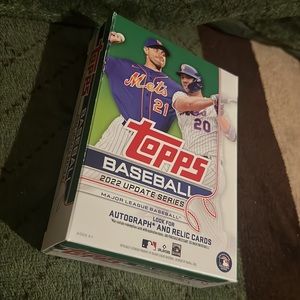 Mets
21
20
topps
BASEBALL
2022 UPDATE SERIES
MAJOR LEAGUE BASEBALL
LOOK FOR
AUTOGRAPH AND RELIC CARDS